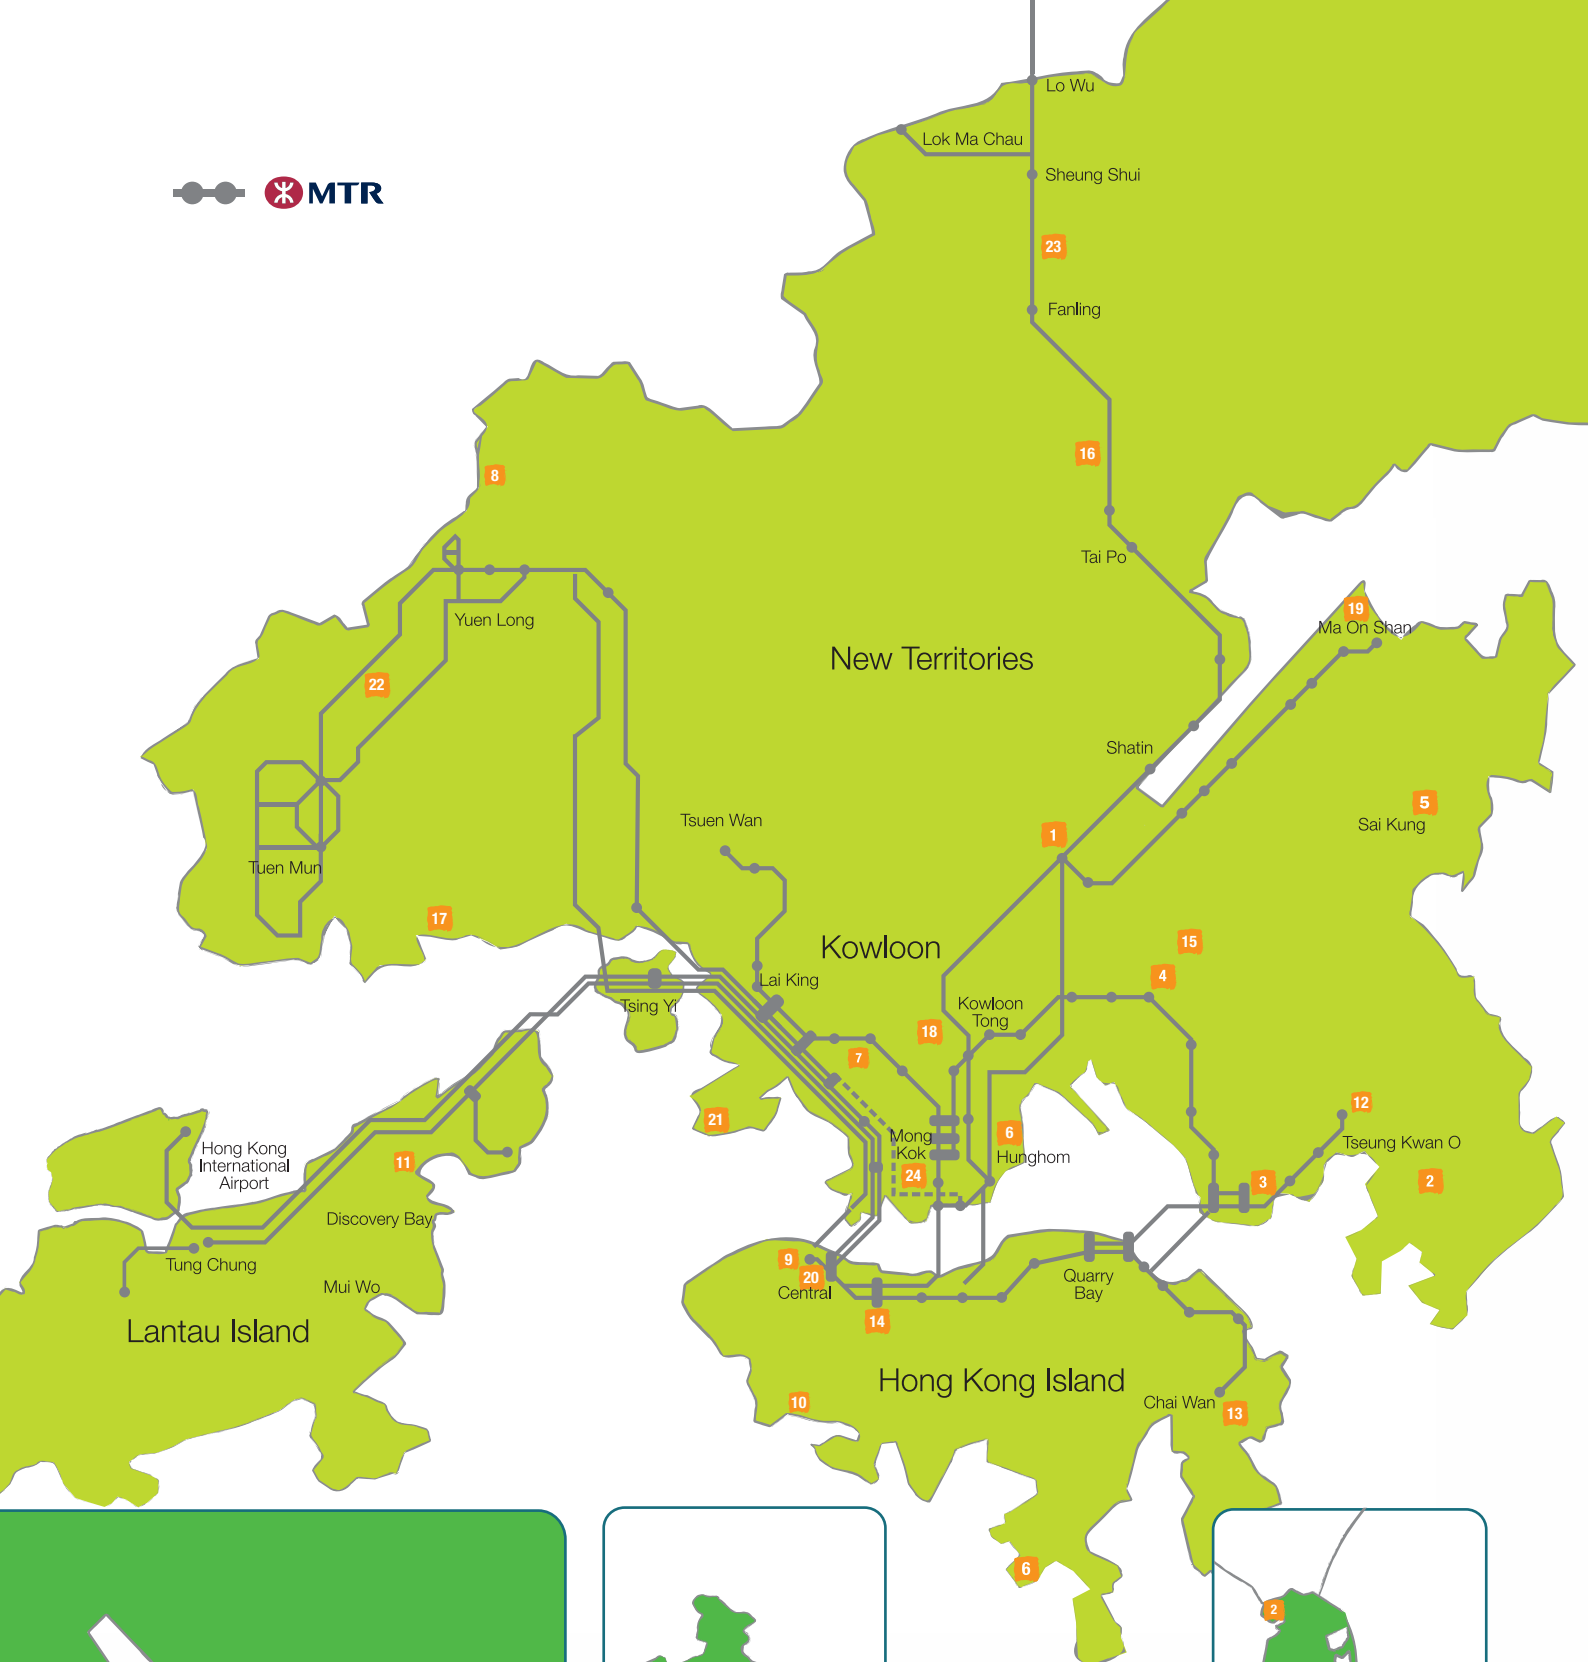 Lo Wu
Lok Ma Chau
Sheung Shui
MTR
23
Fanling
16
8
Tai Po
19
Yuen Long
Ma On Shan
New Territories
22
Shatin
5
Tsuen Wan
Sai Kung
1
Tuen Mun
17
Kowloon
15
4
Lai King
Tsing Yi
Kowloon
Tong
18
7
12
21
6
Mong
Kok
Tseung Kwan O
Hong Kong
International
Airport
11
Hunghom
24
3
2
Discovery Bay
Tung Chung
9
20
Central
Quarry
Bay
Mui Wo
14
Lantau Island
Hong Kong Island
10
Chai Wan
13
6
2